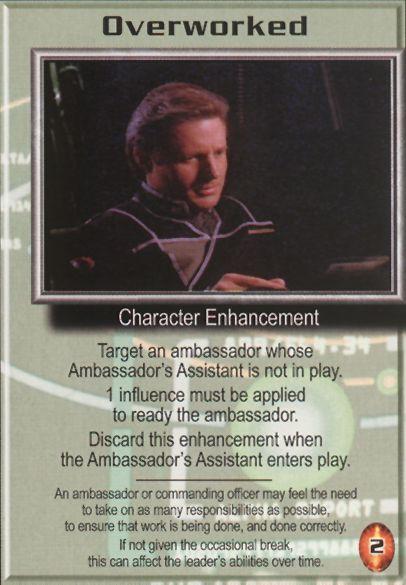 Overworked
Character Enhancement
Target an ambassador whose
Ambassador's Assistant is not in play.
1 influence must be applied
to ready the ambassador.
Discard this enhancement when
the Ambassador's Assistant enters play.
An ambassador or commanding officer may feel the need
to take on as many responsibilities as possible,
to ensure that work is being done, and done correctly.
If not given the occasional break,
this can affect the leader's abilities over time.
2